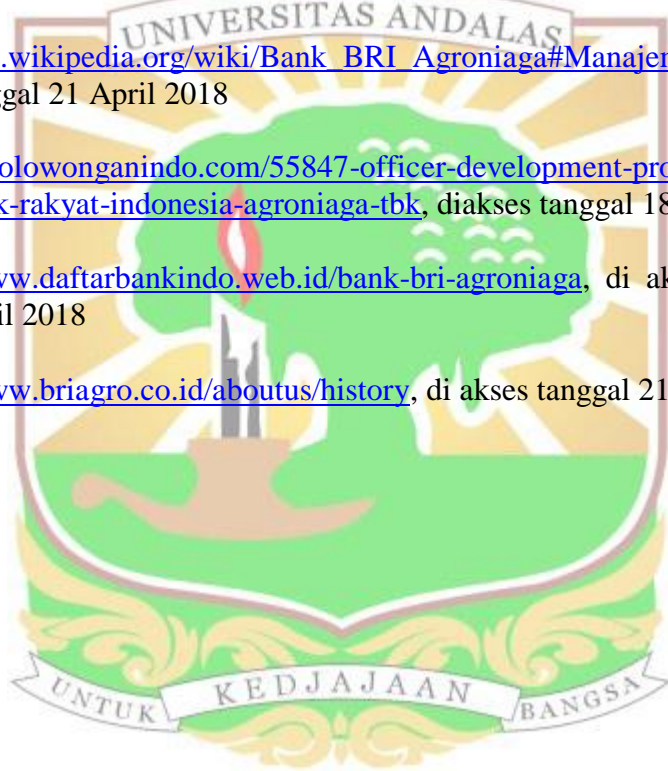 UNIVERSITAS ANDALAS
.wikipedia.org/wiki/Bank_BRI_Agroniaga#Manajem
ggal 21 April 2018
olowonganindo.com/55847-officer-development-pro
k-rakyat-indonesia-agroniaga-tbk, diakses tanggal 18
ww.daftarbankindo.web.id/bank-bri-agroniaga, di ak
il 2018
ww.briagro.co.id/aboutus/history, di akses tanggal 21
UNTUK KEDJAJAAN BANGSA